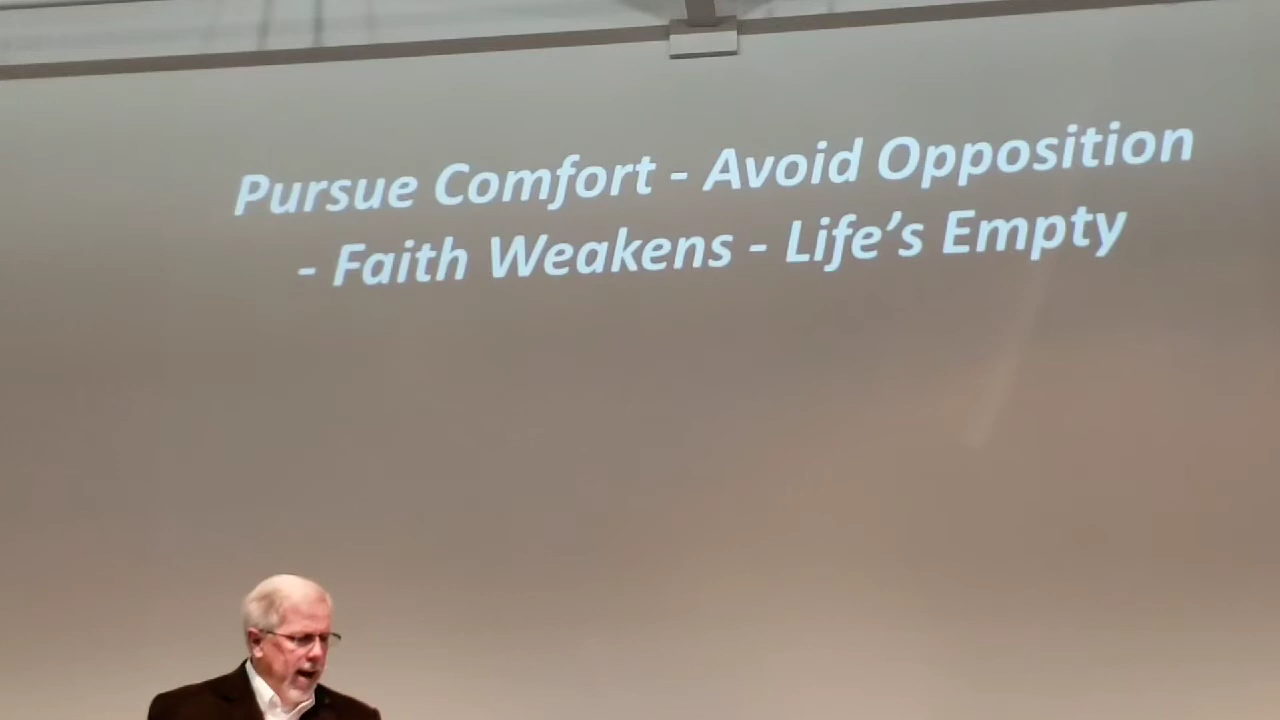 Pursue Comfort - Avoid Opposition
- Faith Weakens - Life’s Empty